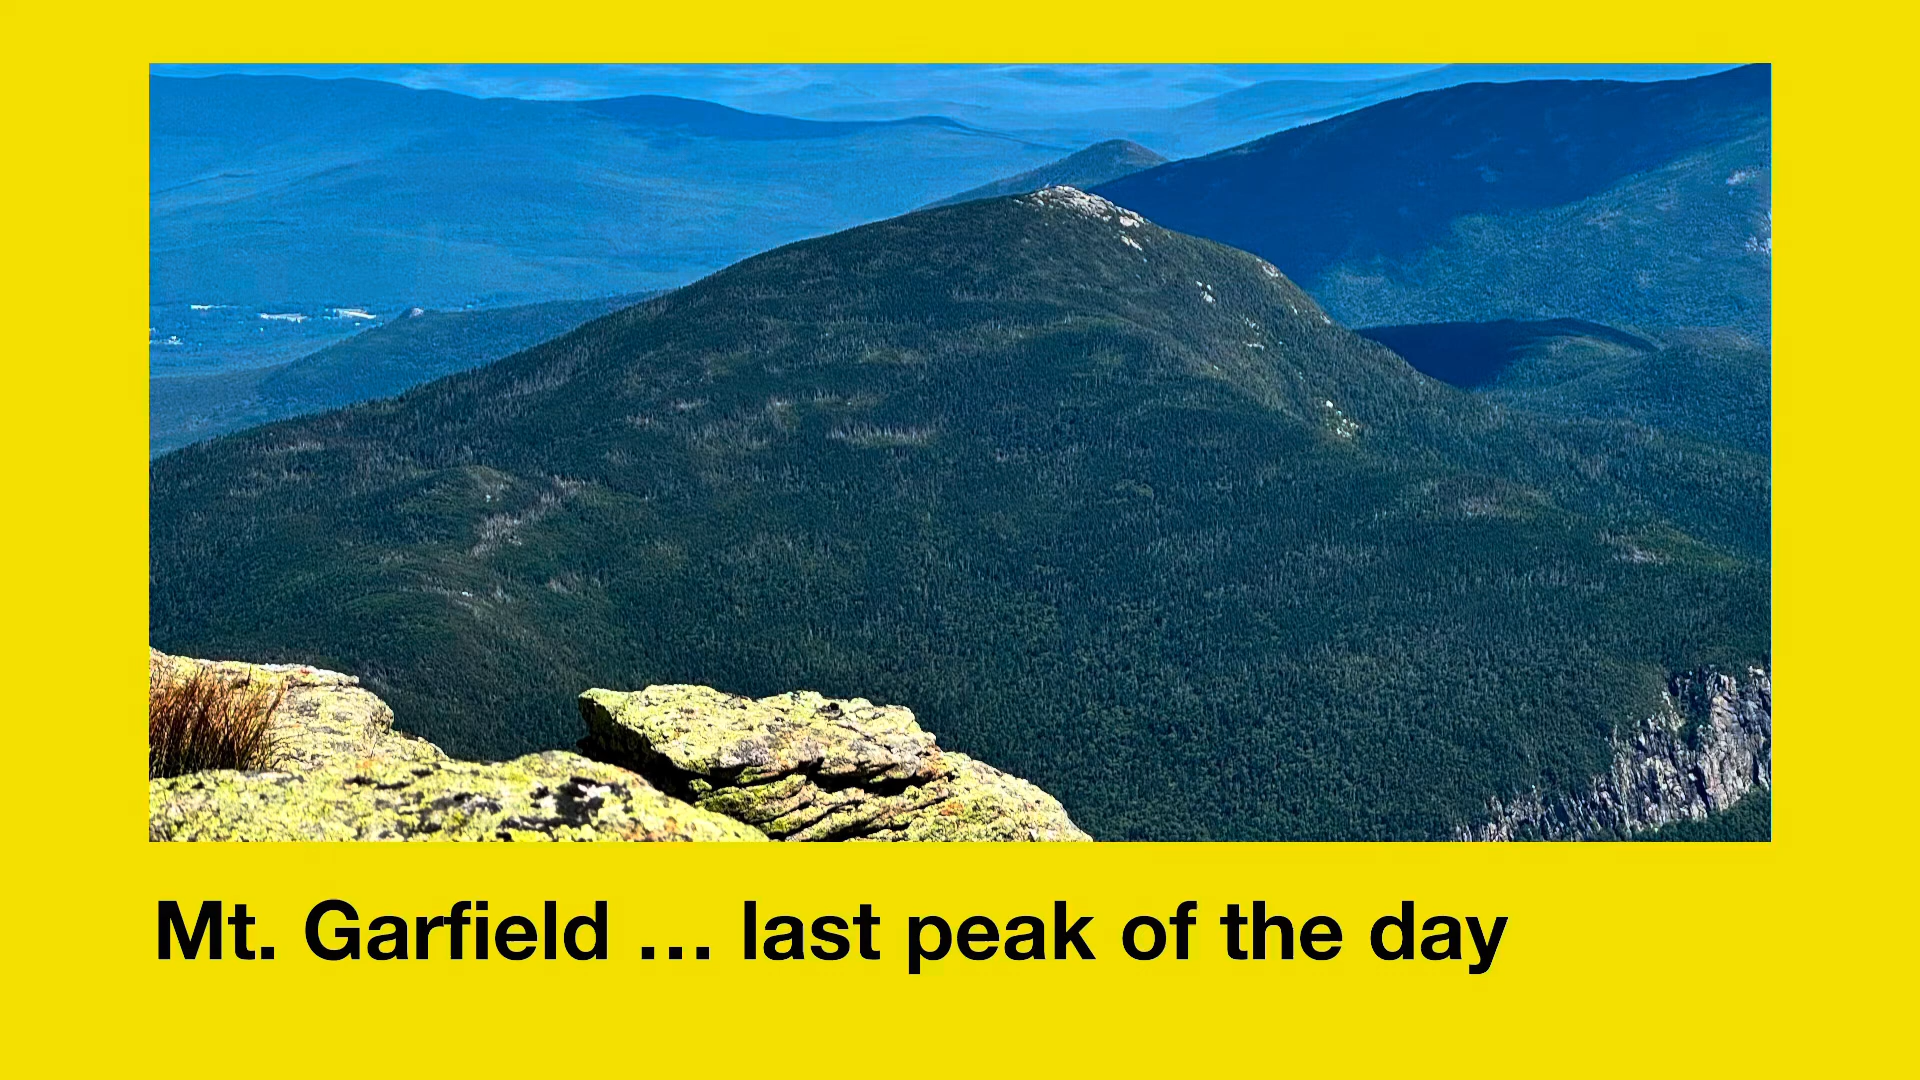 Mt. Garfield … last peak of the day